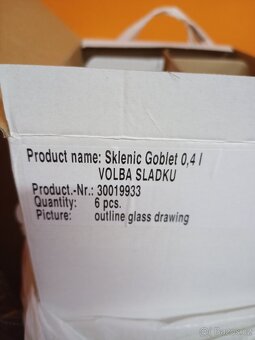 Product name: Sklenic Goblet 0,4 l
VOLBA SLADKU
Product.-Nr.: 30019933
Quantity: 6 pcs.
Picture: outline glass drawing